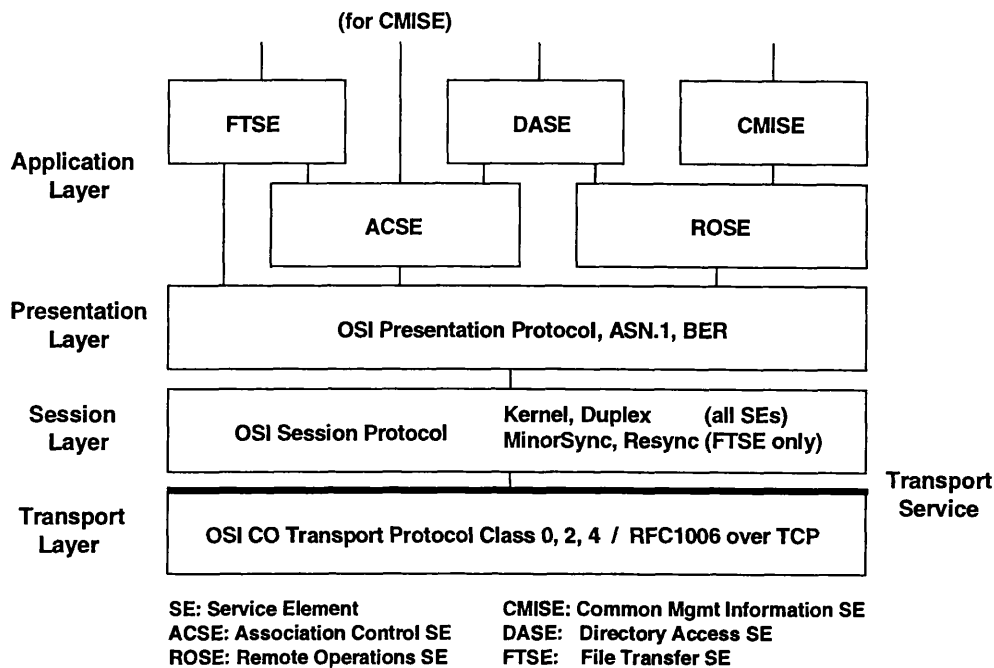 (for CMISE)
FTSE
DASE
CMISE
Application
Layer
ACSE
ROSE
Presentation
Layer
OSI Presentation Protocol, ASN.1, BER
Session
Layer
OSI Session Protocol
Kernel, Duplex (all SEs)
MinorSync, Resync (FTSE only)
Transport
Service
Transport
Layer
OSI CO Transport Protocol Class 0, 2, 4 / RFC1006 over TCP
SE: Service Element
ACSE: Association Control SE
ROSE: Remote Operations SE
CMISE: Common Mgmt Information SE
DASE: Directory Access SE
FTSE: File Transfer SE